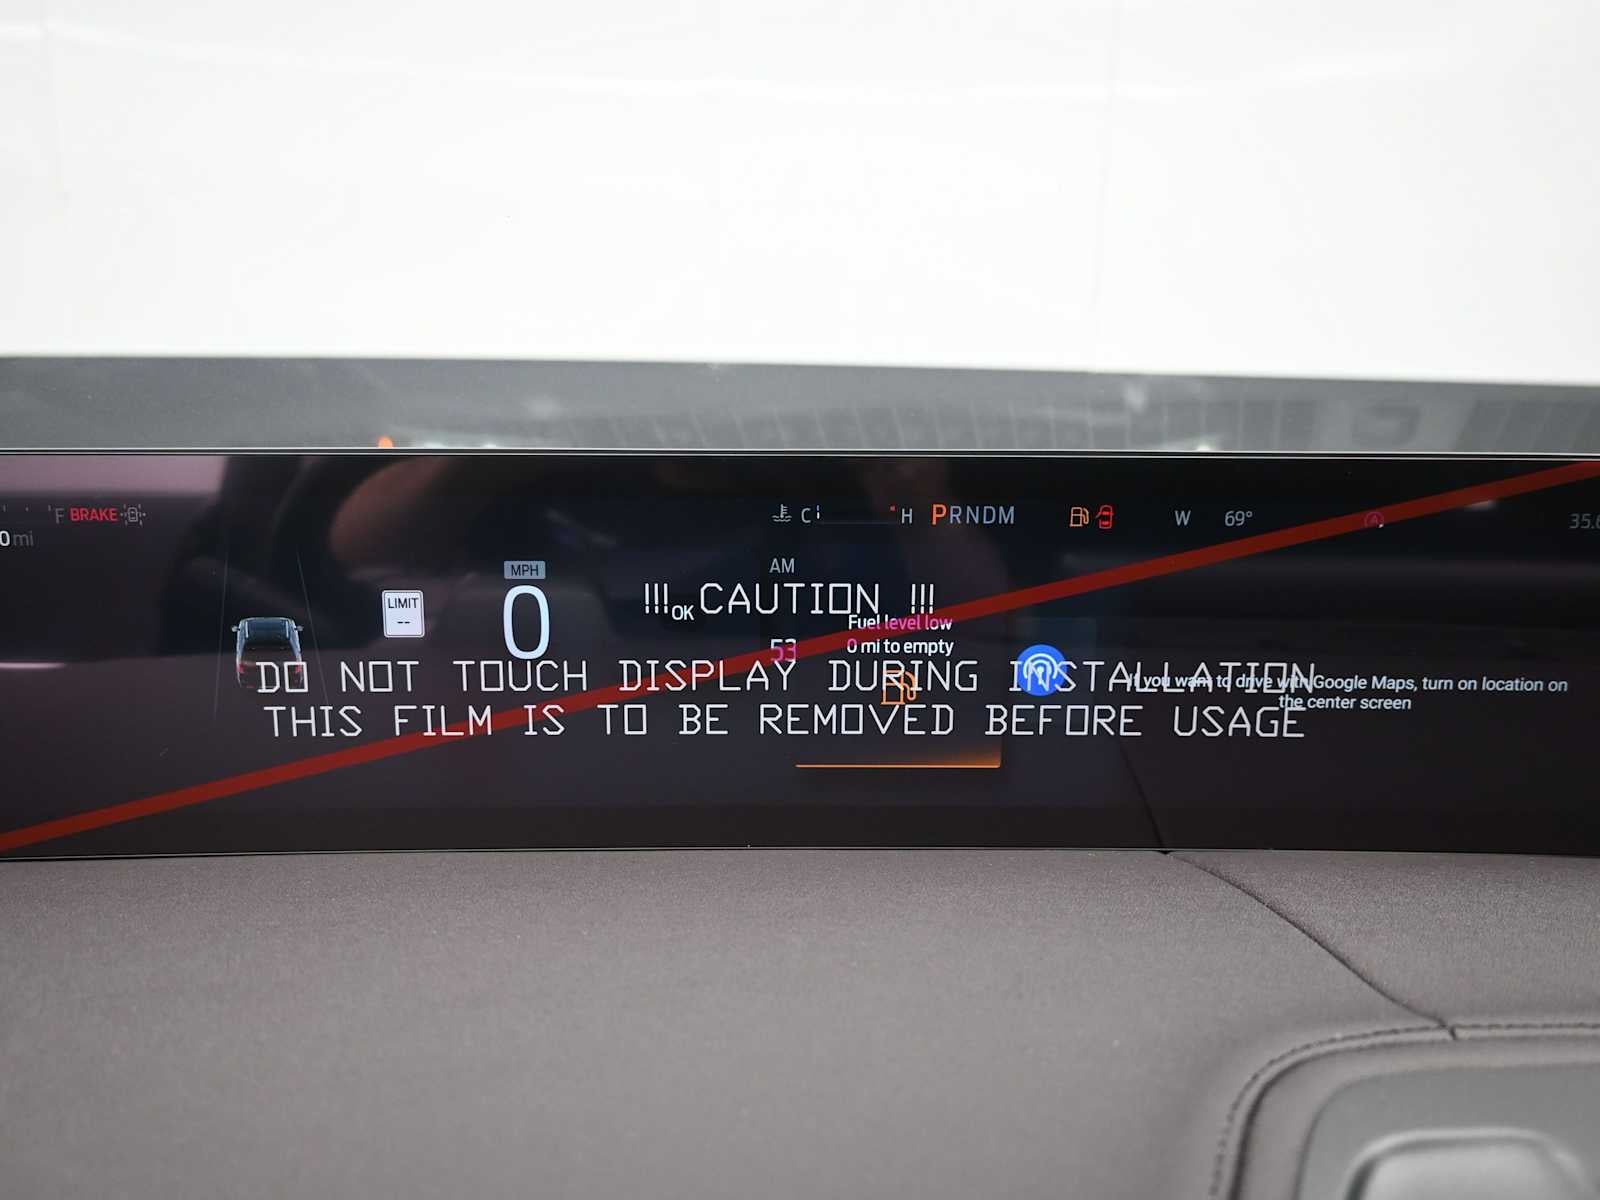 F BRAKE
0 mi
C H PRNDM W 69° 35.
AM
MPH
0
LIMIT
--
!!! CAUTION !!!
OK
Fuel level low
53
0 mi to empty
DO NOT TOUCH DISPLAY DURING INSTALLATION
If you want to drive with Google Maps, turn on location on
the center screen
THIS FILM IS TO BE REMOVED BEFORE USAGE